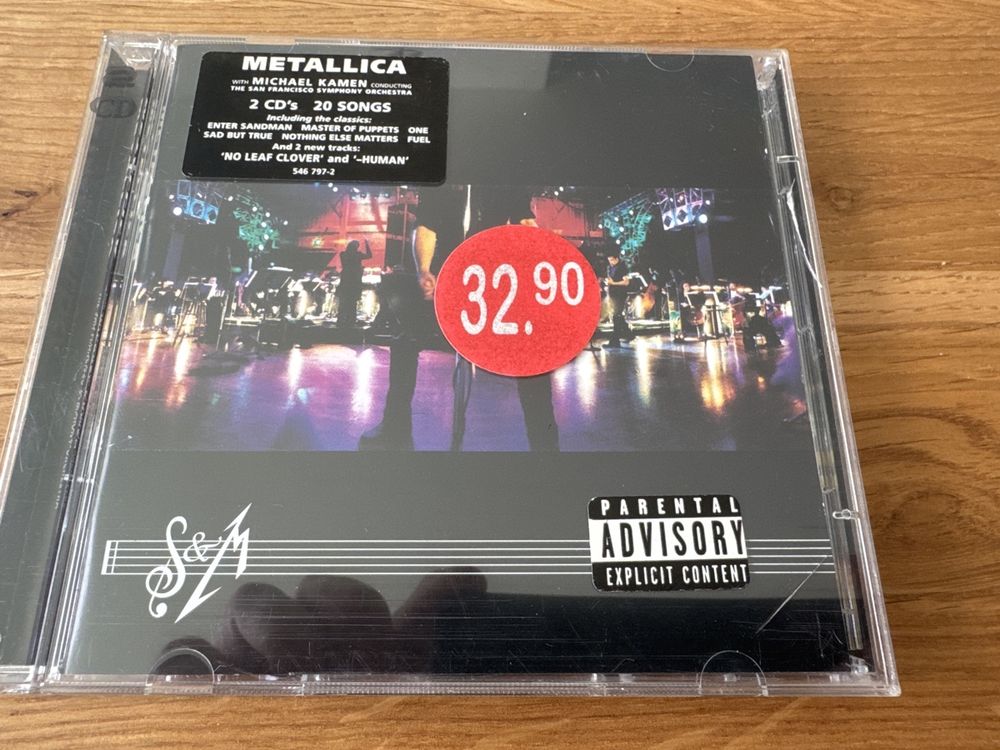 METALLICA
WITH MICHAEL KAMEN CONDUCTING
THE SAN FRANCISCO SYMPHONY ORCHESTRA
2 CD's 20 SONGS
Including the classics:
ENTER SANDMAN MASTER OF PUPPETS ONE
SAD BUT TRUE NOTHING ELSE MATTERS FUEL
And 2 new tracks:
'NO LEAF CLOVER' and '–HUMAN'
546 797-2
2
CD
32.90
S&M
PARENTAL
ADVISORY
EXPLICIT CONTENT